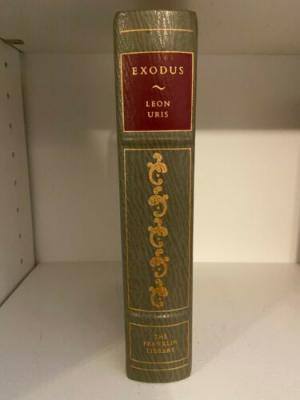 EXODUS
LEON
URIS
THE
FRANKLIN
LIBRARY